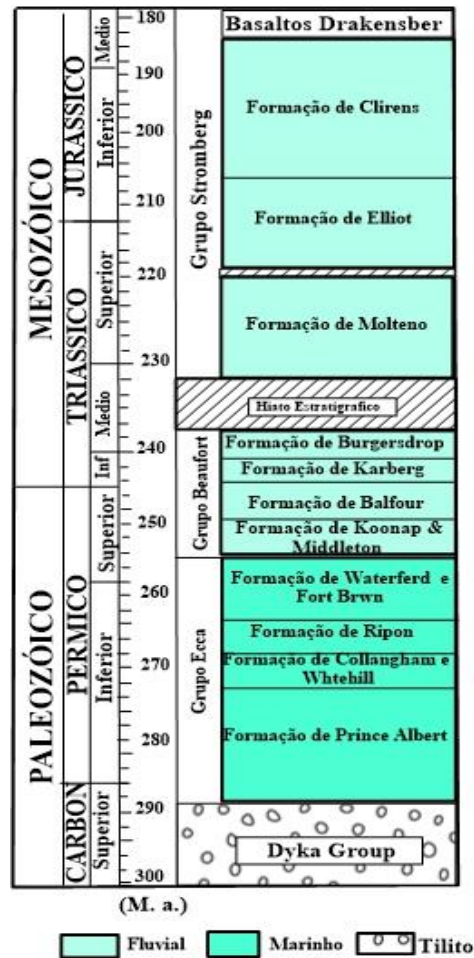 MESOZÓICO
PALEOZÓICO
JURÁSSICO
TRIASSICO
PERMICO
CARBON
Medio
Inferior
Superior
Medio
Inf
Superior
Inferior
Superior
180
190
200
210
220
230
240
250
260
270
280
290
300
(M. a.)
Grupo Stromberg
Grupo Beaufort
Grupo Ecca
Basaltos Drakensber
Formação de Clirens
Formação de Elliot
Formação de Molteno
Hiato Estratigrafico
Formação de Burgersdrop
Formação de Karberg
Formação de Balfour
Formação de Koonap &
Middleton
Formação de Waterferd e
Fort Brwn
Formação de Ripon
Formação de Collangham e
Whtehill
Formação de Prince Albert
Dyka Group
Fluvial
Marinho
Tilito